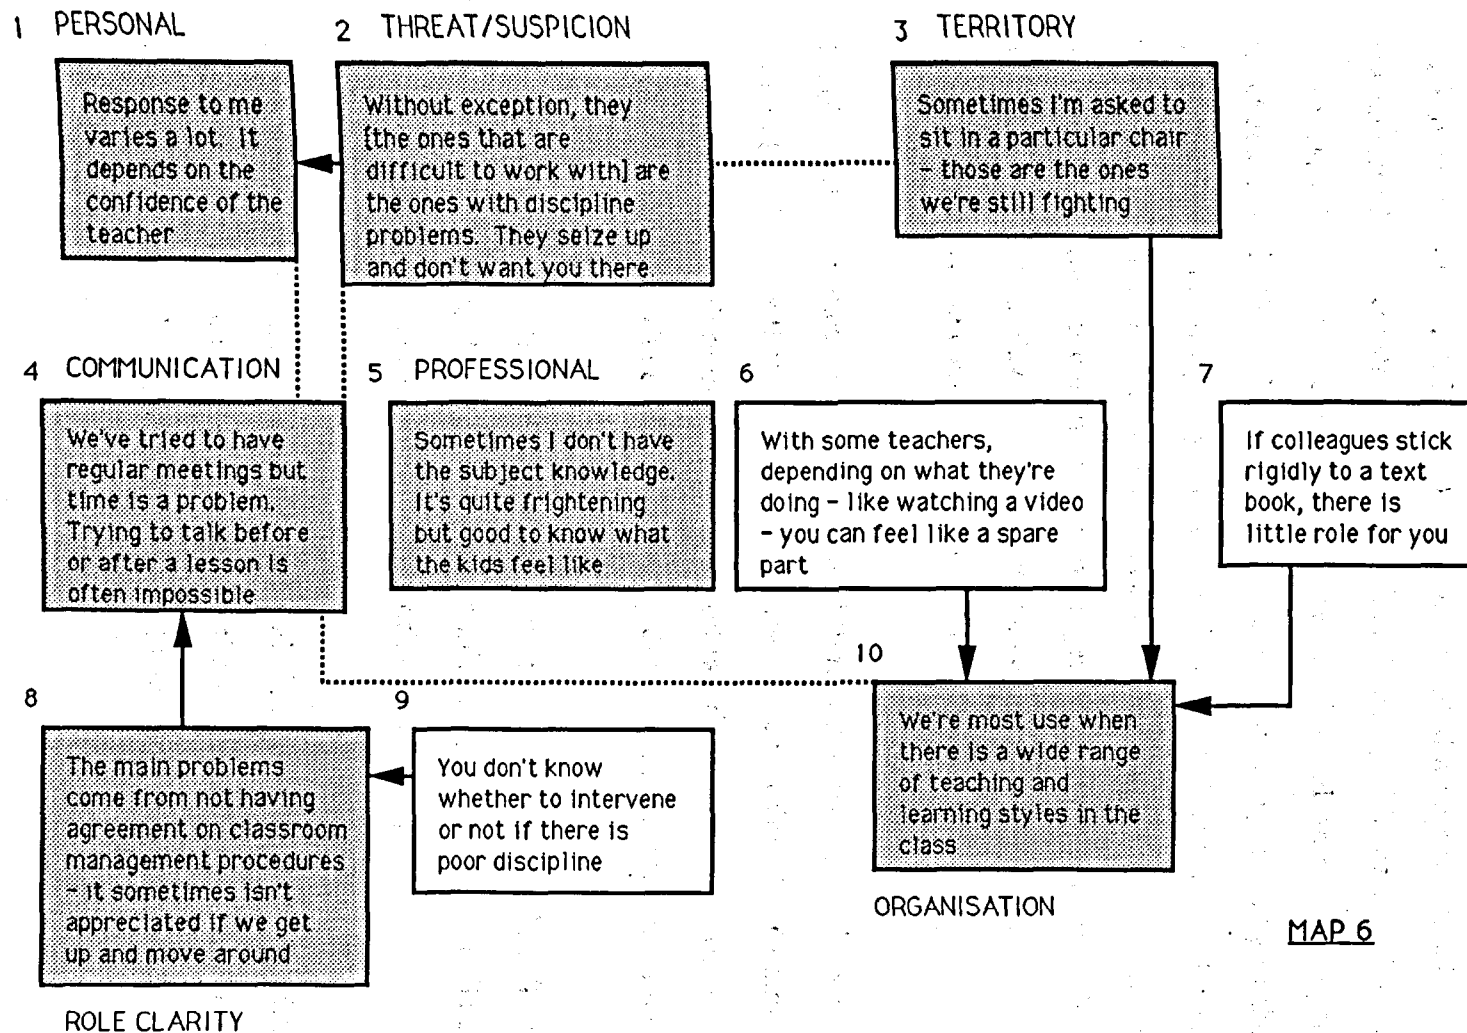 1 PERSONAL
Response to me
varies a lot. It
depends on the
confidence of the
teacher
2 THREAT/SUSPICION
Without exception, they
[the ones that are
difficult to work with] are
the ones with discipline
problems. They seize up
and don't want you there
3 TERRITORY
Sometimes I'm asked to
sit in a particular chair
- those are the ones
we're still fighting
4 COMMUNICATION
We've tried to have
regular meetings but
time is a problem.
Trying to talk before
or after a lesson is
often impossible
5 PROFESSIONAL
Sometimes I don't have
the subject knowledge.
It's quite frightening
but good to know what
the kids feel like
6
With some teachers,
depending on what they're
doing - like watching a video
- you can feel like a spare
part
7
If colleagues stick
rigidly to a text
book, there is
little role for you
8
The main problems
come from not having
agreement on classroom
management procedures
- it sometimes isn't
appreciated if we get
up and move around
ROLE CLARITY
9
You don't know
whether to intervene
or not if there is
poor discipline
10
We're most use when
there is a wide range
of teaching and
learning styles in the
class
ORGANISATION
MAP 6